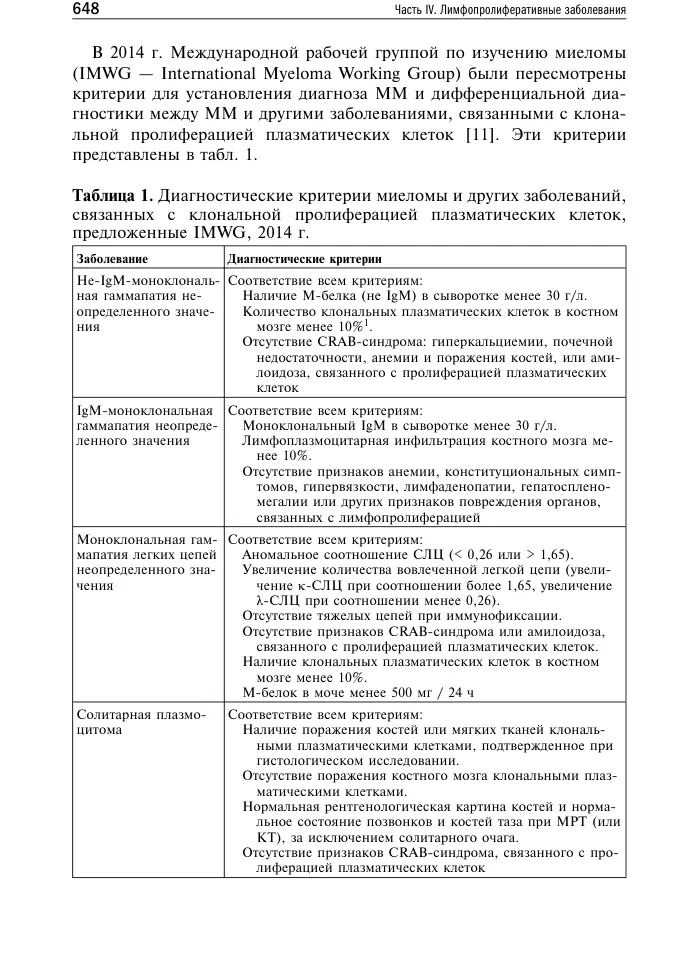 648
Часть IV. Лимфопролиферативные заболевания
В 2014 г. Международной рабочей группой по изучению миеломы
(IMWG — International Myeloma Working Group) были пересмотрены
критерии для установления диагноза ММ и дифференциальной диа-
гностики между ММ и другими заболеваниями, связанными с клона-
льной пролиферацией плазматических клеток [11]. Эти критерии
представлены в табл. 1.
Таблица 1. Диагностические критерии миеломы и других заболеваний,
связанных с клональной пролиферацией плазматических клеток,
предложенные IMWG, 2014 г.
Заболевание
Диагностические критерии
Не-IgM-моноклональ-
ная гаммапатия не-
определенного значе-
ния
Соответствие всем критериям:
Наличие М-белка (не IgM) в сыворотке менее 30 г/л.
Количество клональных плазматических клеток в костном
мозге менее 10%¹.
Отсутствие CRAB-синдрома: гиперкальциемии, почечной
недостаточности, анемии и поражения костей, или ами-
лоидоза, связанного с пролиферацией плазматических
клеток
IgM-моноклональная
гаммапатия неопреде-
ленного значения
Соответствие всем критериям:
Моноклональный IgM в сыворотке менее 30 г/л.
Лимфоплазмоцитарная инфильтрация костного мозга ме-
нее 10%.
Отсутствие признаков анемии, конституциональных симп-
томов, гипервязкости, лимфаденопатии, гепатосплено-
мегалии или других признаков повреждения органов,
связанных с лимфопролиферацией
Моноклональная гам-
мапатия легких цепей
неопределенного зна-
чения
Соответствие всем критериям:
Аномальное соотношение СЛЦ (< 0,26 или > 1,65).
Увеличение количества вовлеченной легкой цепи (увели-
чение κ-СЛЦ при соотношении более 1,65, увеличение
λ-СЛЦ при соотношении менее 0,26).
Отсутствие тяжелых цепей при иммунофиксации.
Отсутствие признаков CRAB-синдрома или амилоидоза,
связанного с пролиферацией плазматических клеток.
Наличие клональных плазматических клеток в костном
мозге менее 10%.
М-белок в моче менее 500 мг / 24 ч
Солитарная плазмо-
цитома
Соответствие всем критериям:
Наличие поражения костей или мягких тканей клональ-
ными плазматическими клетками, подтвержденное при
гистологическом исследовании.
Отсутствие поражения костного мозга клональными плаз-
матическими клетками.
Нормальная рентгенологическая картина костей и норма-
льное состояние позвонков и костей таза при МРТ (или
КТ), за исключением солитарного очага.
Отсутствие признаков CRAB-синдрома, связанного с про-
лиферацией плазматических клеток